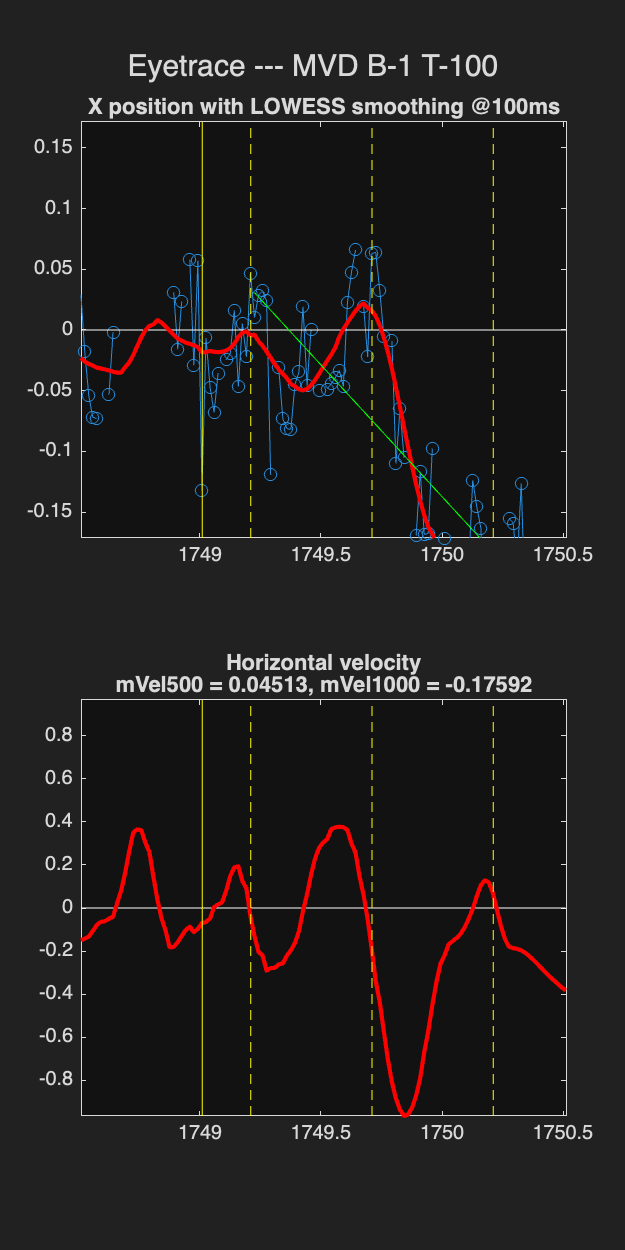 Eyetrace --- MVD B-1 T-100
X position with LOWESS smoothing @100ms
0.15
0.1
0.05
0
-0.05
-0.1
-0.15
1749 1749.5 1750 1750.5
Horizontal velocity
mVel500 = 0.04513, mVel1000 = -0.17592
0.8
0.6
0.4
0.2
0
-0.2
-0.4
-0.6
-0.8
1749 1749.5 1750 1750.5